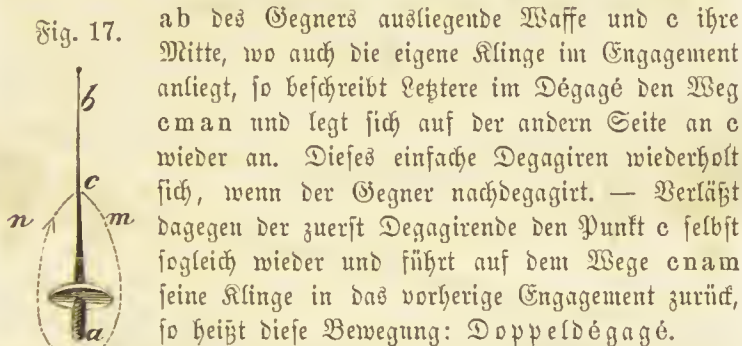 Fig. 17.
ab des Gegners ausliegende Waffe und c ihre
Mitte, wo auch die eigene Klinge im Engagement
anliegt, so beschreibt Letztere im Dégagé den Weg
cman und legt sich auf der andern Seite an c
wieder an. Dieses einfache Degagiren wiederholt
sich, wenn der Gegner nachdegagirt. — Verläßt
dagegen der zuerst Degagirende den Punkt c selbst
sogleich wieder und führt auf dem Wege cnam
seine Klinge in das vorherige Engagement zurück,
so heißt diese Bewegung: Doppeldégagé.
b
c
n m
a